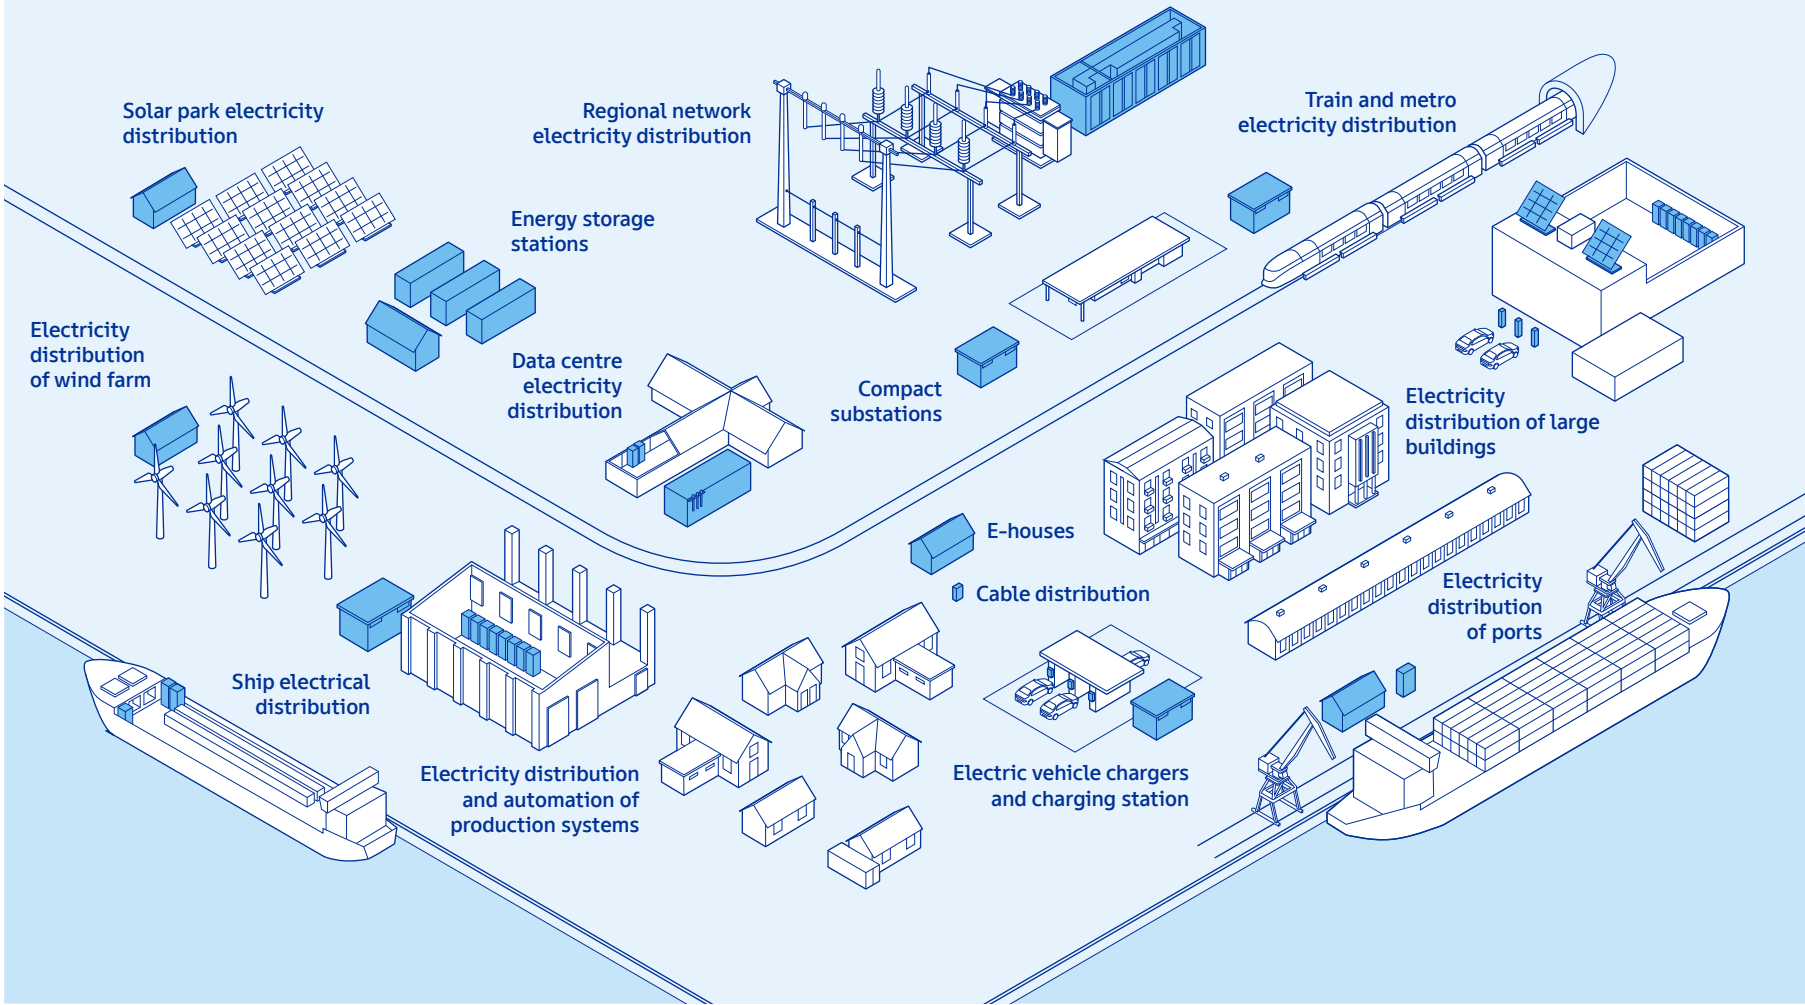 Solar park electricity
distribution
Regional network
electricity distribution
Train and metro
electricity distribution
Energy storage
stations
Electricity
distribution
of wind farm
Data centre
electricity
distribution
Compact
substations
Electricity
distribution of large
buildings
E-houses
Cable distribution
Electricity
distribution
of ports
Ship electrical
distribution
Electricity distribution
and automation of
production systems
Electric vehicle chargers
and charging station